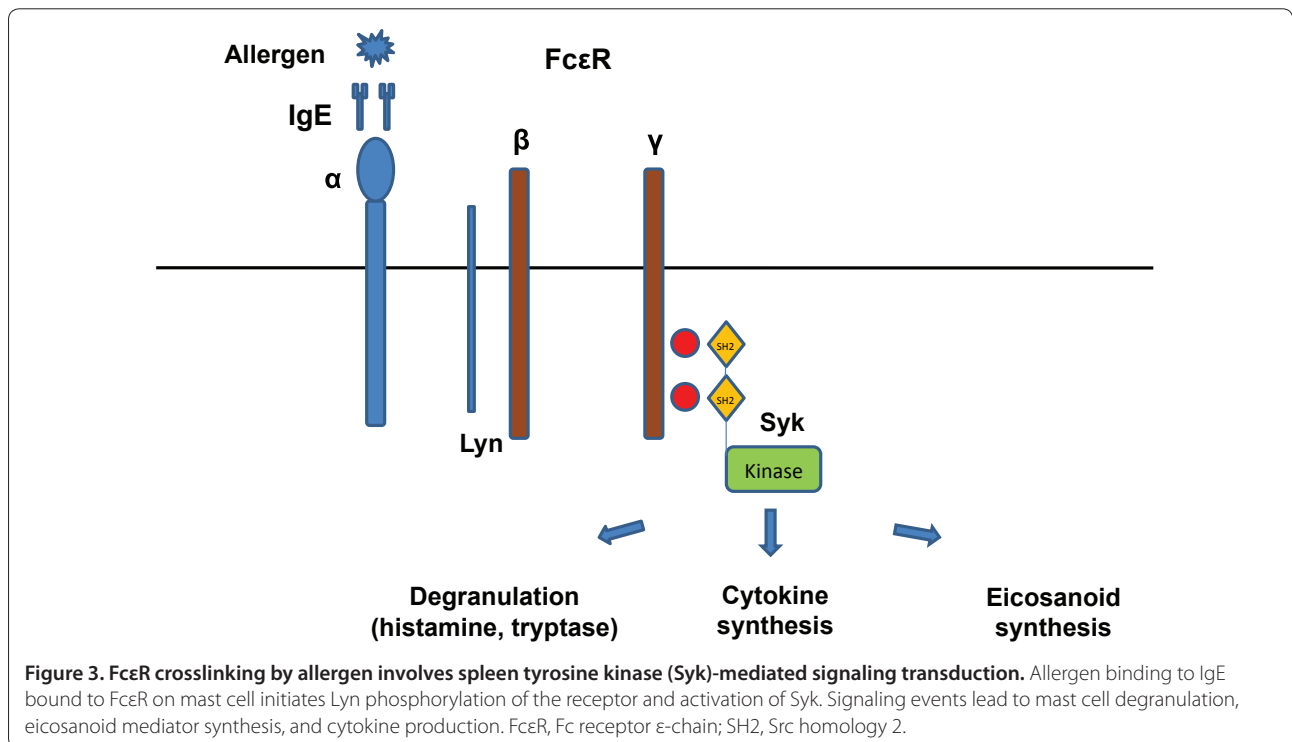 Allergen
FcεR
IgE
β
γ
α
SH2
SH2
Lyn
Syk
Kinase
Degranulation
(histamine, tryptase)
Cytokine
synthesis
Eicosanoid
synthesis
Figure 3. FcεR crosslinking by allergen involves spleen tyrosine kinase (Syk)-mediated signaling transduction. Allergen binding to IgE
bound to FcεR on mast cell initiates Lyn phosphorylation of the receptor and activation of Syk. Signaling events lead to mast cell degranulation,
eicosanoid mediator synthesis, and cytokine production. FcεR, Fc receptor ε-chain; SH2, Src homology 2.